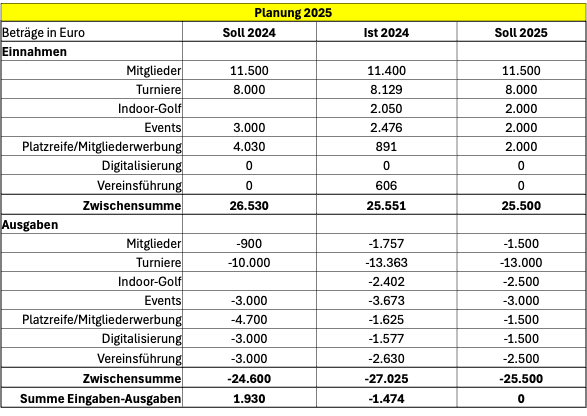 Planung 2025
Beträge in Euro Soll 2024 Ist 2024 Soll 2025
Einnahmen
Mitglieder 11.500 11.400 11.500
Turniere 8.000 8.129 8.000
Indoor-Golf 2.050 2.000
Events 3.000 2.476 2.000
Platzreife/Mitgliederwerbung 4.030 891 2.000
Digitalisierung 0 0 0
Vereinsführung 0 606 0
Zwischensumme 26.530 25.551 25.500
Ausgaben
Mitglieder -900 -1.757 -1.500
Turniere -10.000 -13.363 -13.000
Indoor-Golf -2.402 -2.500
Events -3.000 -3.673 -3.000
Platzreife/Mitgliederwerbung -4.700 -1.625 -1.500
Digitalisierung -3.000 -1.577 -1.500
Vereinsführung -3.000 -2.630 -2.500
Zwischensumme -24.600 -27.025 -25.500
Summe Eingaben-Ausgaben 1.930 -1.474 0